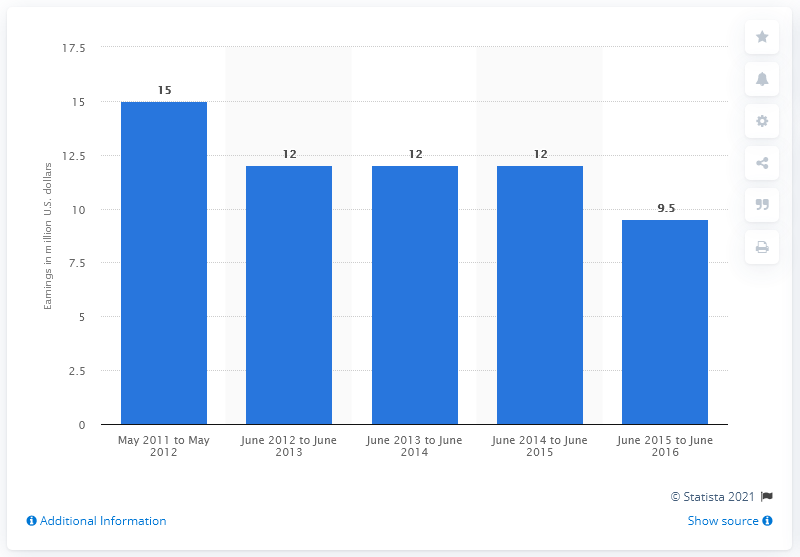 Earnings in million U.S. dollars
17.5
15
12.5
10
7.5
5
2.5
0
15
12
12
12
9.5
May 2011 to May
2012
June 2012 to June
2013
June 2013 to June
2014
June 2014 to June
2015
June 2015 to June
2016
© Statista 2021
Additional Information
Show source